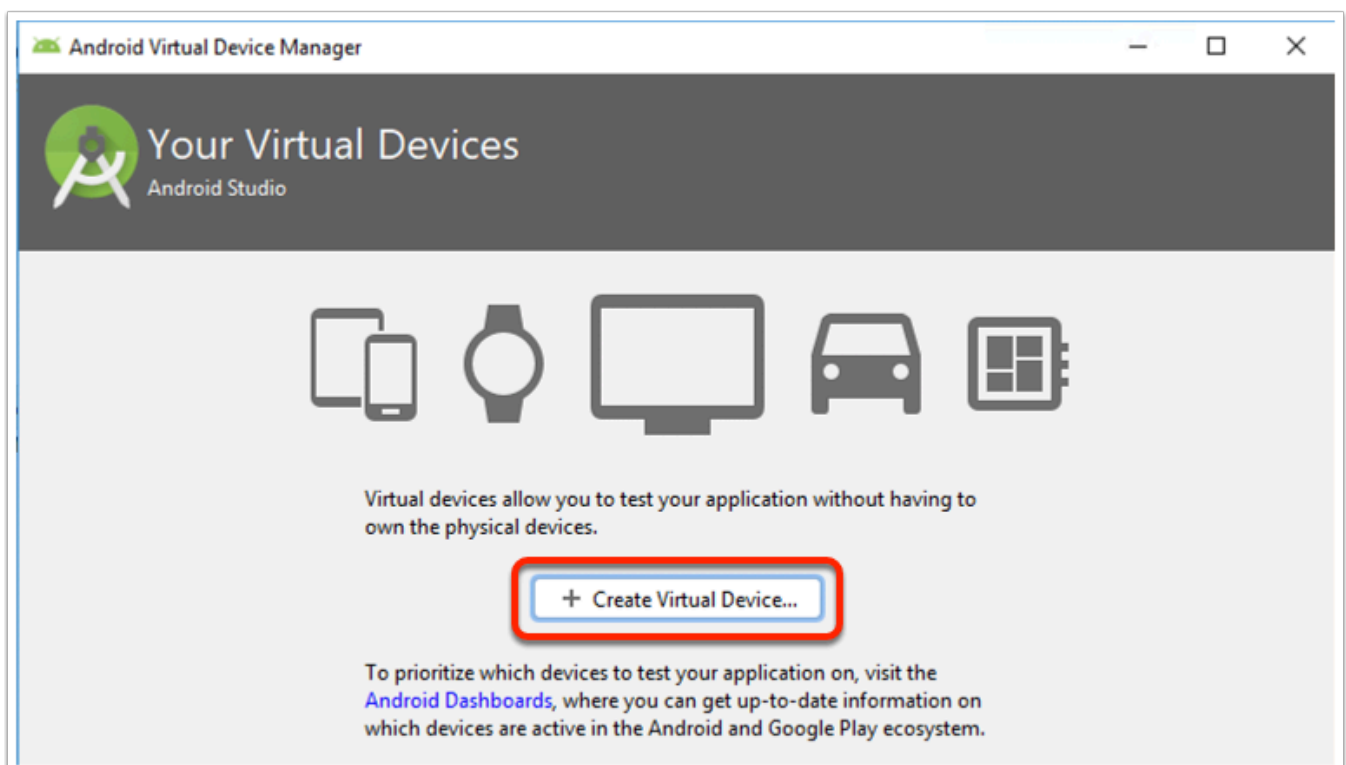 Android Virtual Device Manager
Your Virtual Devices
Android Studio
Virtual devices allow you to test your application without having to
own the physical devices.
+ Create Virtual Device...
To prioritize which devices to test your application on, visit the
Android Dashboards, where you can get up-to-date information on
which devices are active in the Android and Google Play ecosystem.